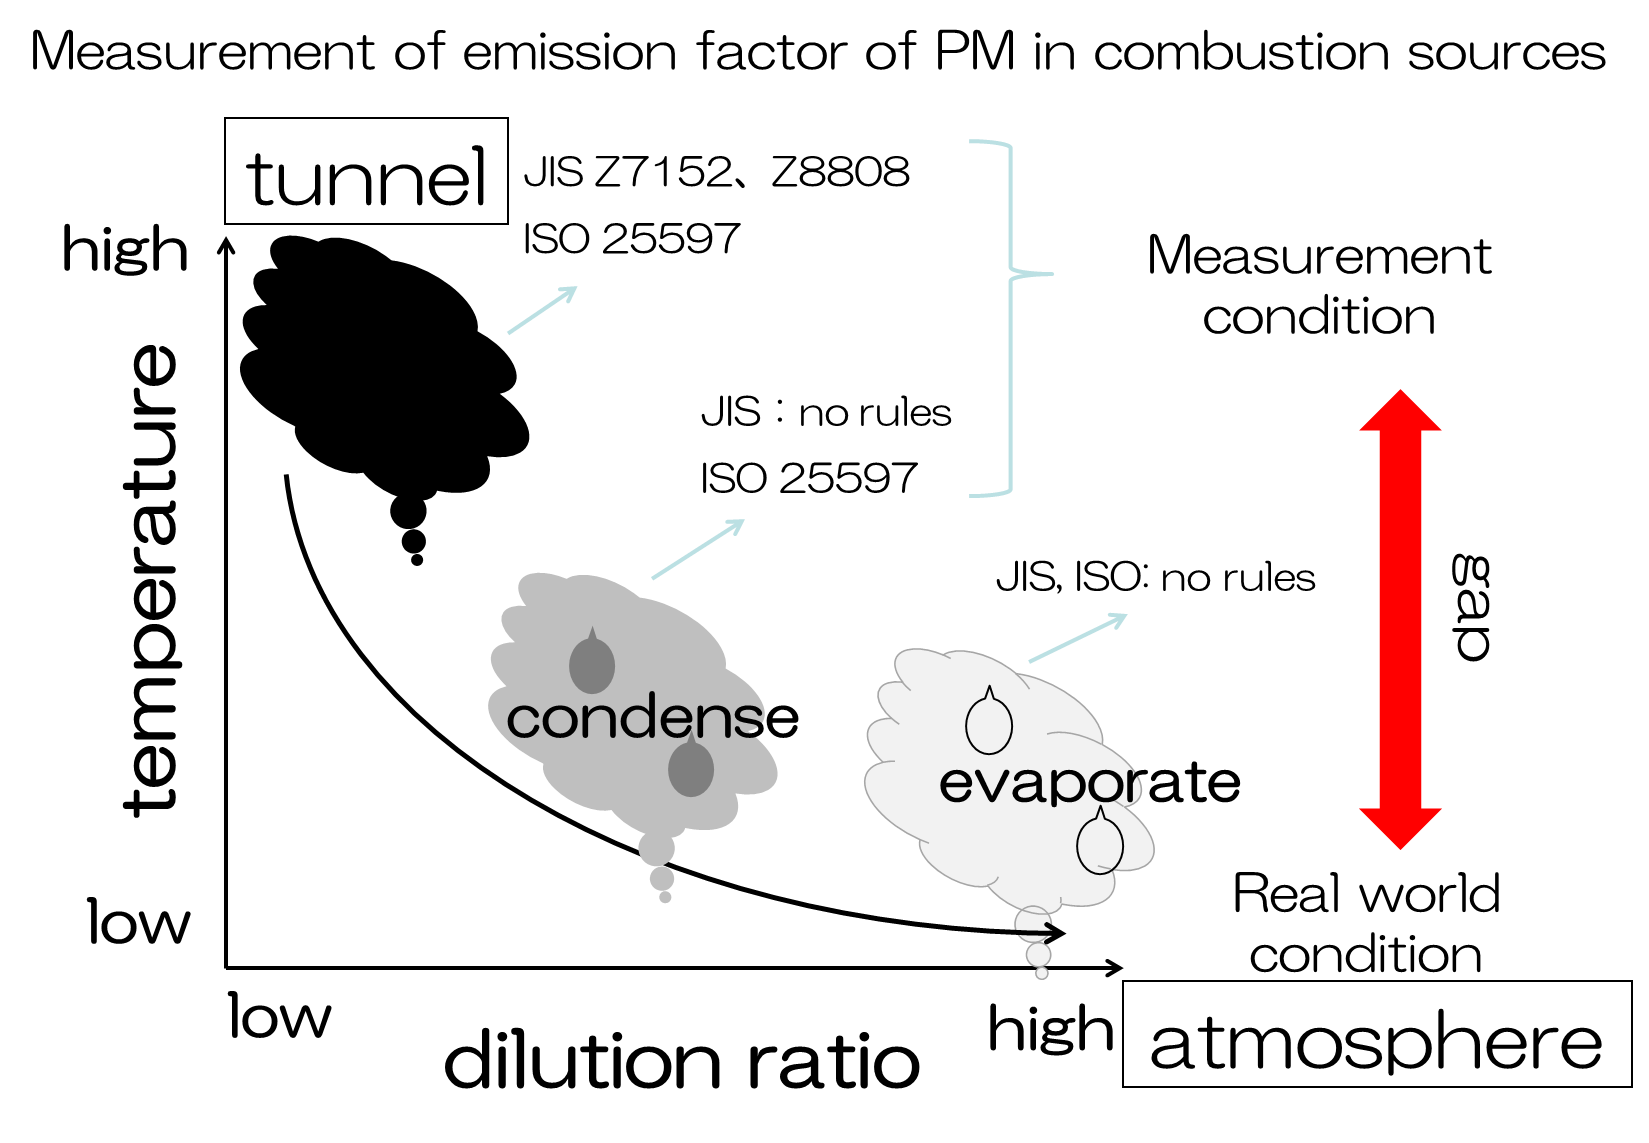 Measurement of emission factor of PM in combustion sources
tunnel
JIS Z7152、Z8808
ISO 25597
high
Measurement
condition
temperature
JIS：no rules
ISO 25597
JIS, ISO: no rules
gap
condense
evaporate
low
Real world
condition
low
high
dilution ratio
atmosphere